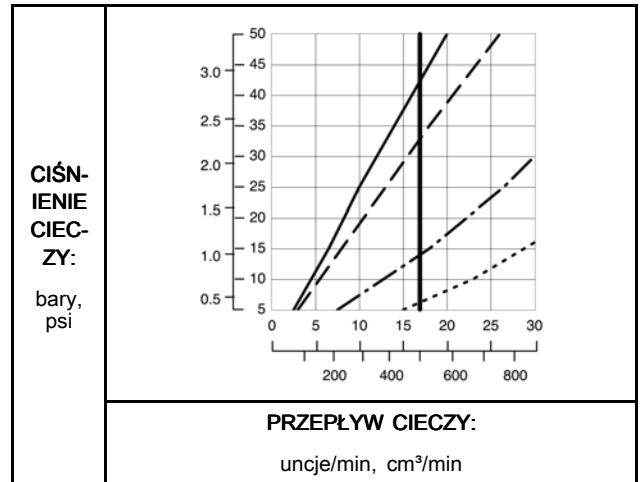 CIŚN-
IENIE
CIEC-
ZY:
bary,
psi
50
45
40
35
30
25
20
15
10
5
3.0
2.5
2.0
1.5
1.0
0.5
0 5 10 15 20 25 30
200 400 600 800
PRZEPŁYW CIECZY:
uncje/min, cm³/min